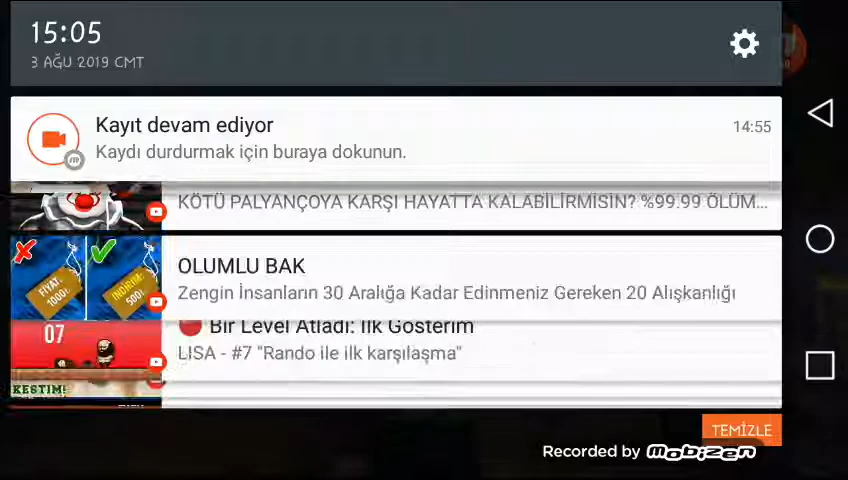 15:05
3 AĞU 2019 CMT
Kayıt devam ediyor
14:55
Kaydı durdurmak için buraya dokunun.
KÖTÜ PALYANÇOYA KARŞI HAYATTA KALABİLİRMİSİN? %99.99 ÖLÜM...
FİYAT: 1000₺
İNDİRİM: 500₺
OLUMLU BAK
Zengin İnsanların 30 Aralığa Kadar Edinmeniz Gereken 20 Alışkanlığı
07
Bir Level Atladı: İlk Gösterim
LISA - #7 "Rando ile ilk karşılaşma"
KESTİM!
TEMİZLE
Recorded by Mobizen